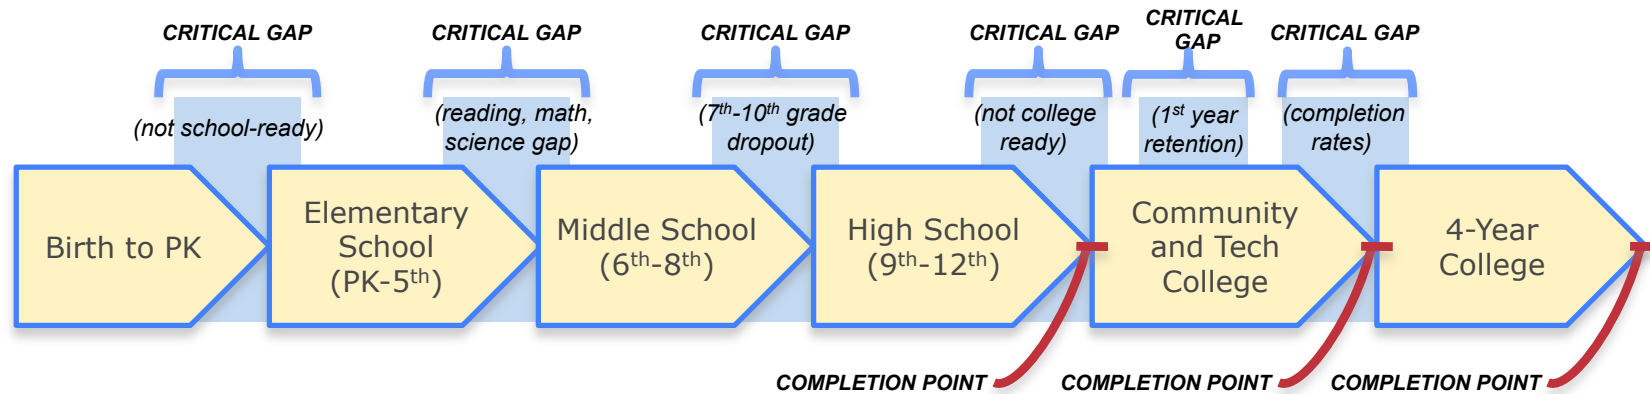 CRITICAL GAP
CRITICAL GAP
CRITICAL GAP
CRITICAL GAP
CRITICAL
GAP
CRITICAL GAP
(not school-ready)
(reading, math,
science gap)
(7th-10th grade
dropout)
(not college
ready)
(1st year
retention)
(completion
rates)
Birth to PK
Elementary
School
(PK-5th)
Middle School
(6th-8th)
High School
(9th-12th)
Community
and Tech
College
4-Year
College
COMPLETION POINT
COMPLETION POINT
COMPLETION POINT